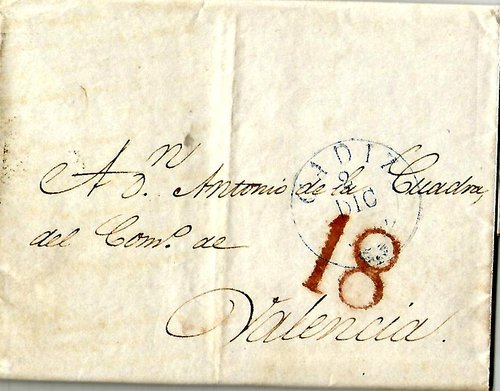 CADIZ
DIC
A D.n Antonio de la Cuadra,
del Com.o de
18
Valencia.